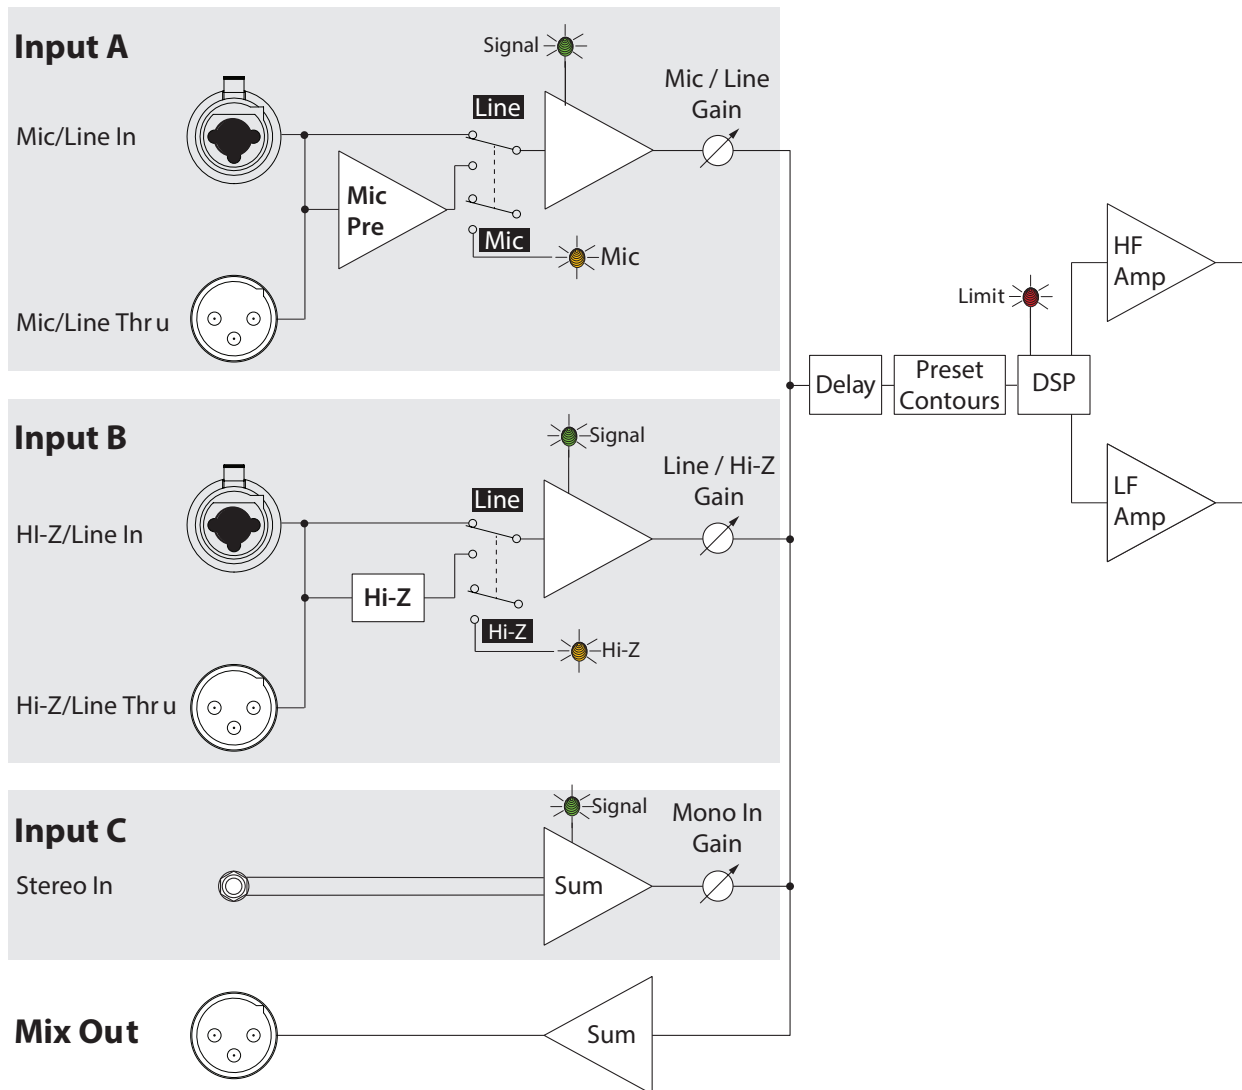 Input A
Signal
Mic / Line
Gain
Line
Mic/Line In
Mic
Pre
Mic
Mic
Mic/Line Thru
HF
Amp
Limit
Delay
Preset
Contours
DSP
LF
Amp
Input B
Signal
Line / Hi-Z
Gain
Line
HI-Z/Line In
Hi-Z
Hi-Z
Hi-Z
Hi-Z/Line Thru
Input C
Signal
Mono In
Gain
Stereo In
Sum
Mix Out
Sum